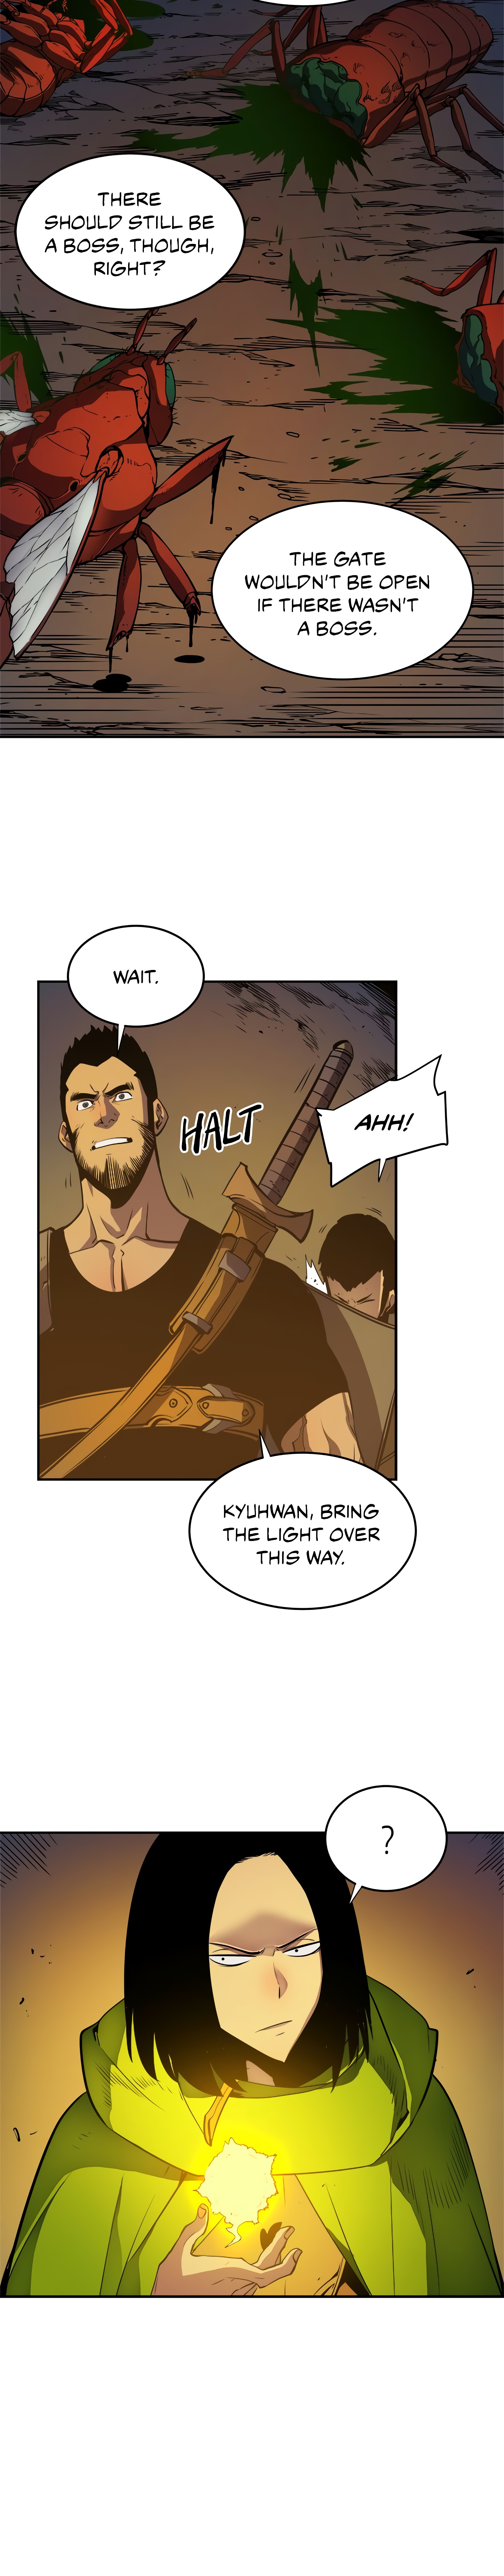 THERE
SHOULD STILL BE
A BOSS, THOUGH,
RIGHT?
THE GATE
WOULDN'T BE OPEN
IF THERE WASN'T
A BOSS.
WAIT.
HALT
AHH!
KYUHWAN, BRING
THE LIGHT OVER
THIS WAY.
?